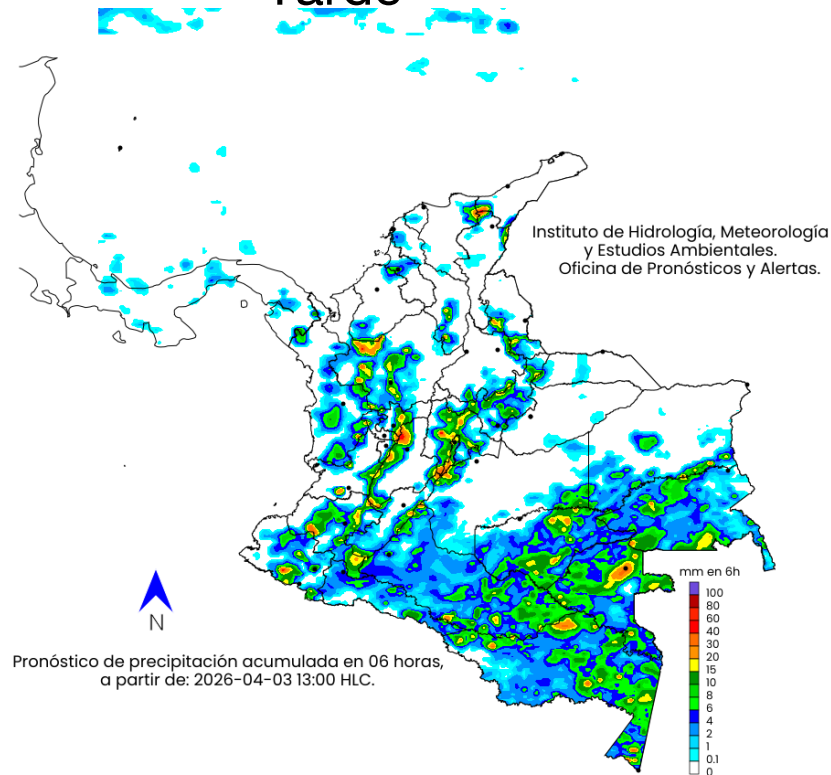 Tarde
Instituto de Hidrología, Meteorología
y Estudios Ambientales.
Oficina de Pronósticos y Alertas.
N
mm en 6h
100
80
60
40
30
20
15
10
8
6
4
2
1
0.1
0
Pronóstico de precipitación acumulada en 06 horas,
a partir de: 2026-04-03 13:00 HLC.